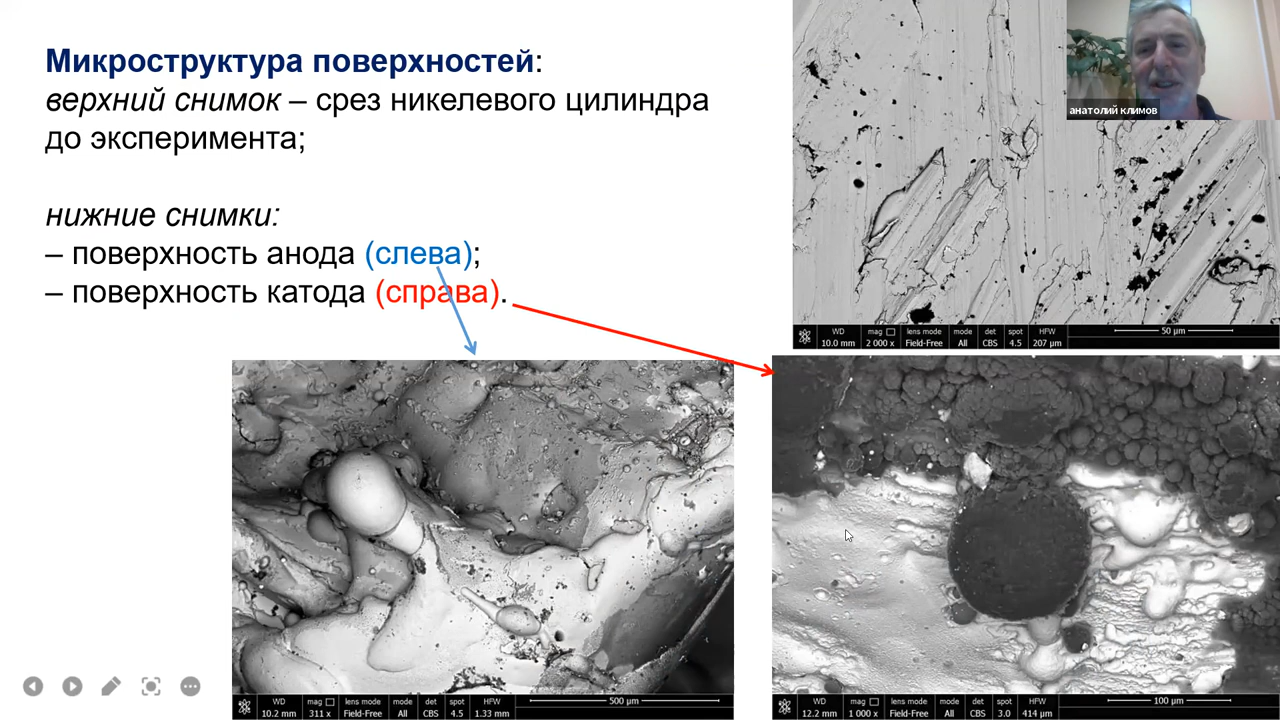 Микроструктура поверхностей:
верхний снимок – срез никелевого цилиндра
до эксперимента;
нижние снимки:
– поверхность анода (слева);
– поверхность катода (справа).
анатолий климов
WD mag lens mode mode det spot HFW
10.0 mm 2 000 x Field-Free All CBS 4.5 207 µm
50 µm
WD mag lens mode mode det spot HFW
10.2 mm 311 x Field-Free All CBS 4.5 1.33 mm
500 µm
WD mag lens mode mode det spot HFW
12.2 mm 1 000 x Field-Free All CBS 3.0 414 µm
100 µm